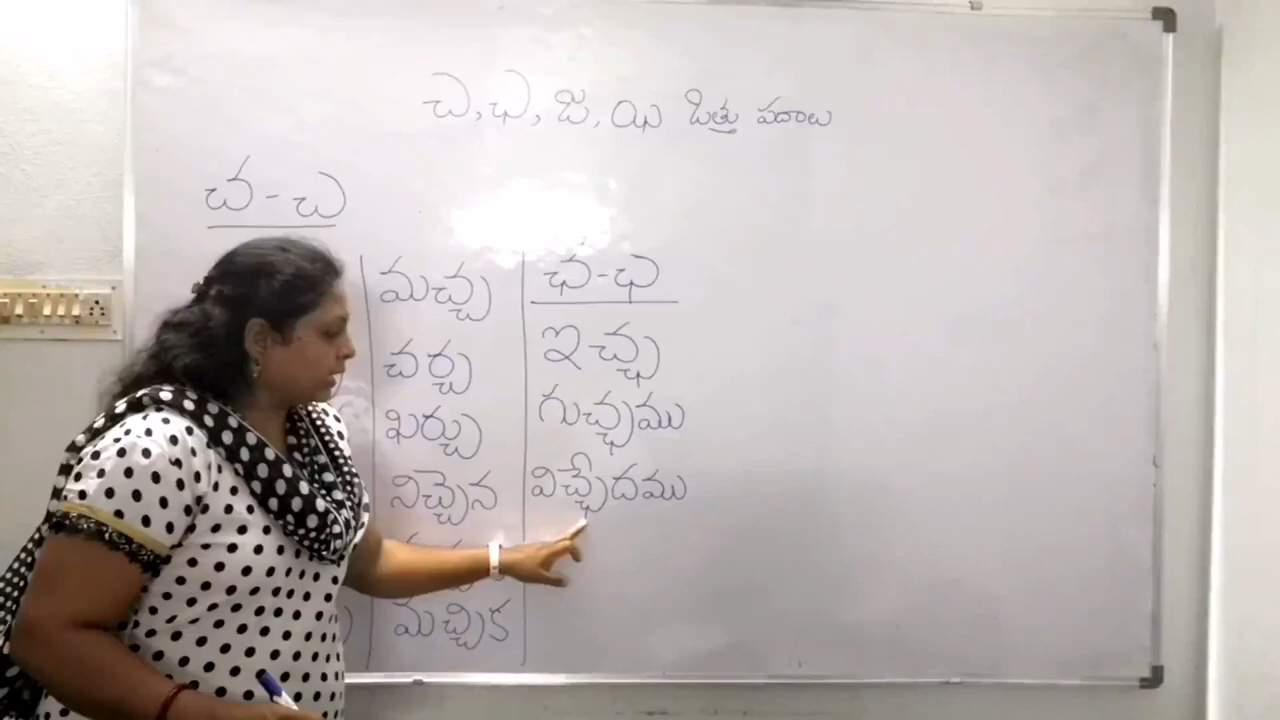 చ, ఛ, జ, ఝ ఒత్తు పదాలు
చ - చ
మచ్చు
చర్చ
ఖర్చు
నిచ్చెన
మచ్చిక
ఛ - ఛ
ఇచ్ఛ
గుచ్ఛము
విచ్ఛేదము